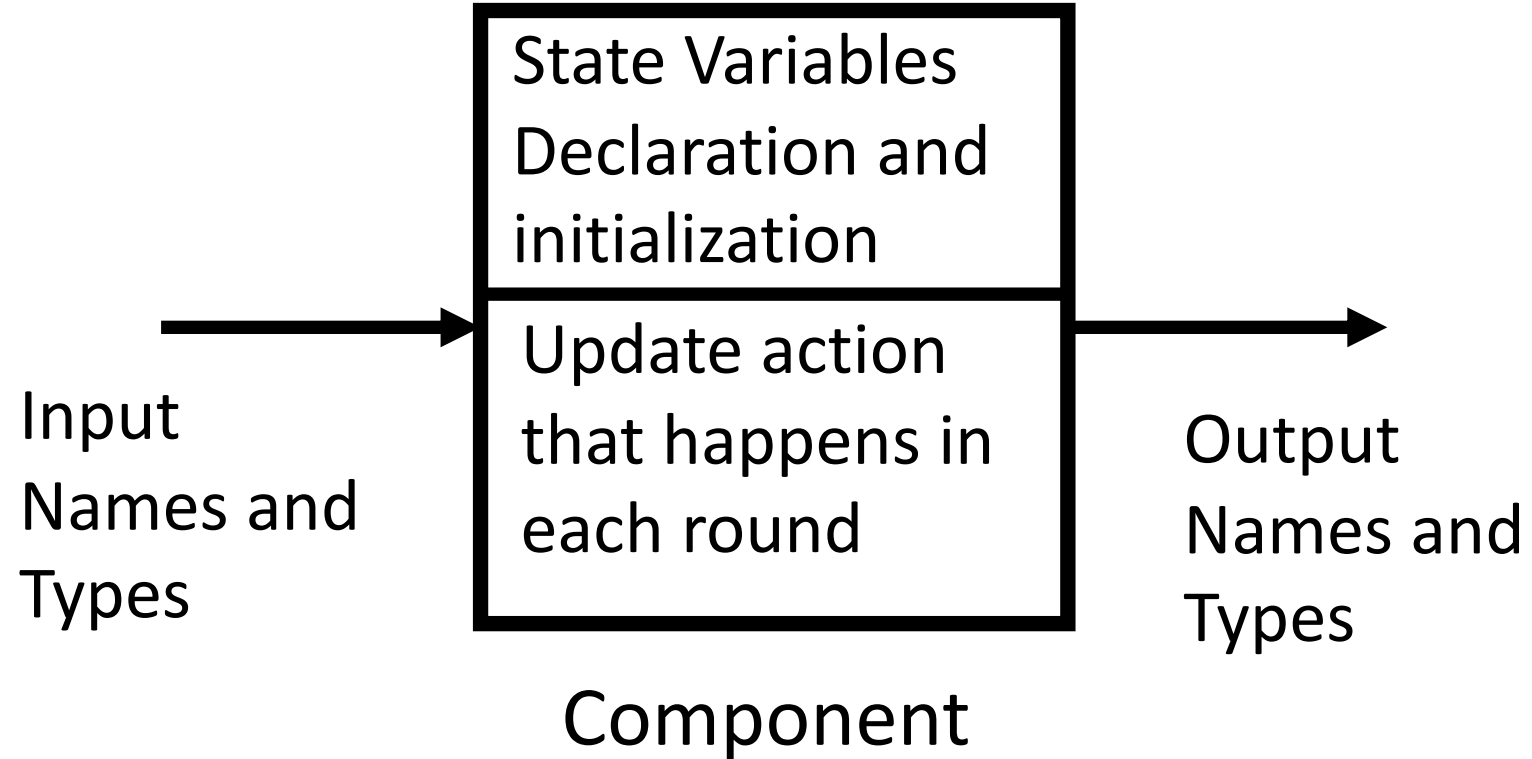 State Variables
Declaration and
initialization
Update action
that happens in
each round
Input
Names and
Types
Output
Names and
Types
Component